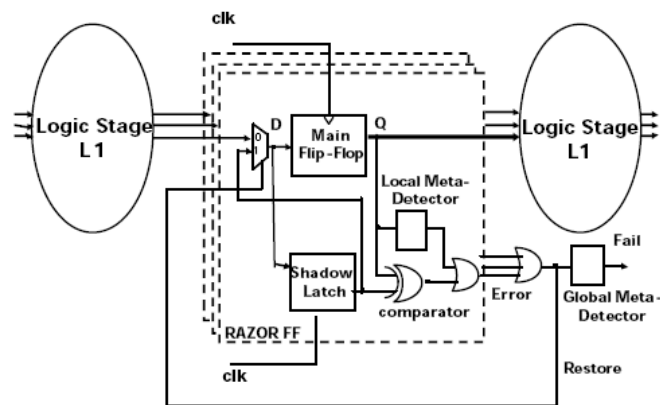 clk
Logic Stage
L1
0
1
D
Main
Flip-Flop
Q
Logic Stage
L1
Local Meta-
Detector
Shadow
Latch
comparator
RAZOR FF
clk
Error
Fail
Global Meta-
Detector
Restore